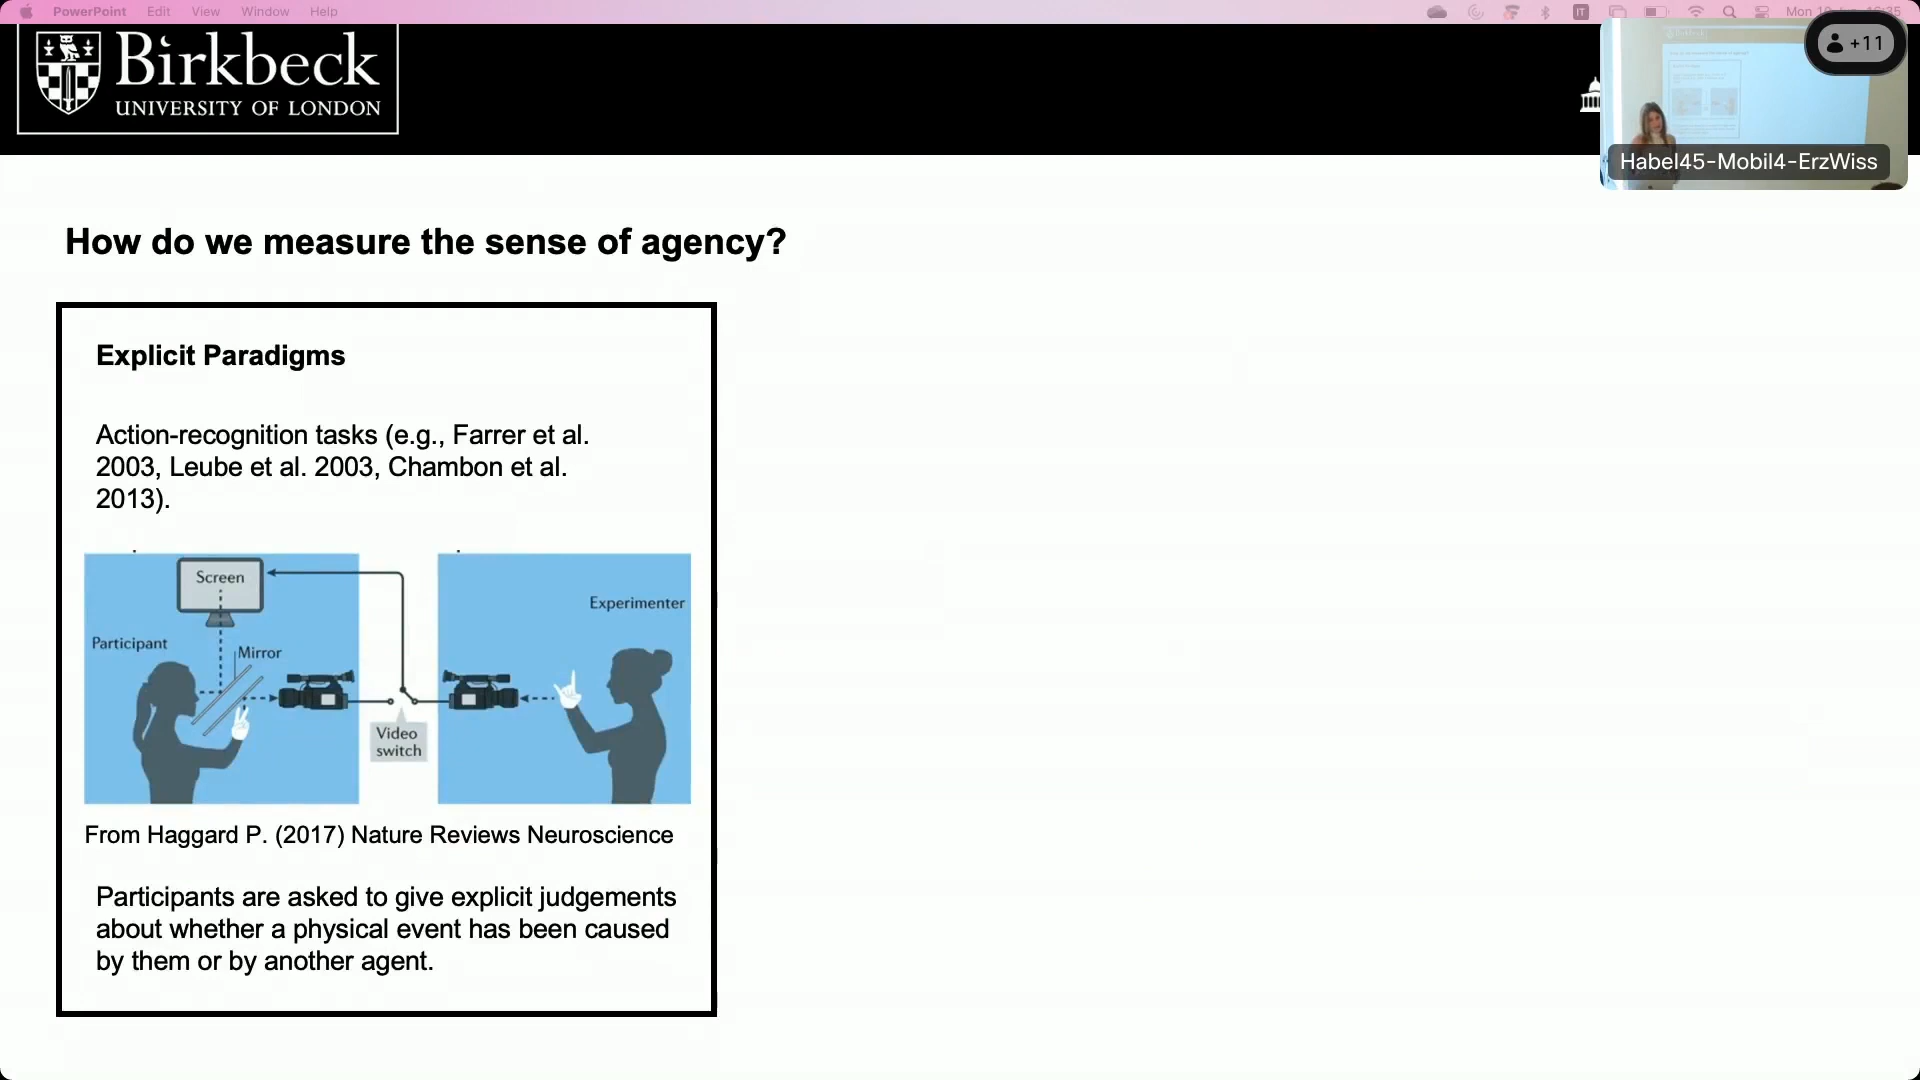 PowerPoint Edit View Window Help
IT
Mon
+11
Birkbeck
UNIVERSITY OF LONDON
Habel45-Mobil4-ErzWiss
How do we measure the sense of agency?
Explicit Paradigms
Action-recognition tasks (e.g., Farrer et al.
2003, Leube et al. 2003, Chambon et al.
2013).
Screen
Experimenter
Participant
Mirror
Video
switch
From Haggard P. (2017) Nature Reviews Neuroscience
Participants are asked to give explicit judgements
about whether a physical event has been caused
by them or by another agent.